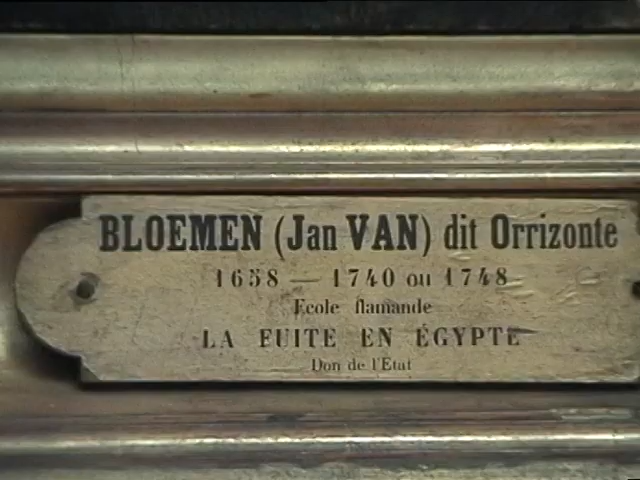 BLOEMEN (Jan VAN) dit Orrizonte
1658 — 1740 ou 1748
Ecole flamande
LA FUITE EN ÉGYPTE
Don de l'Etat